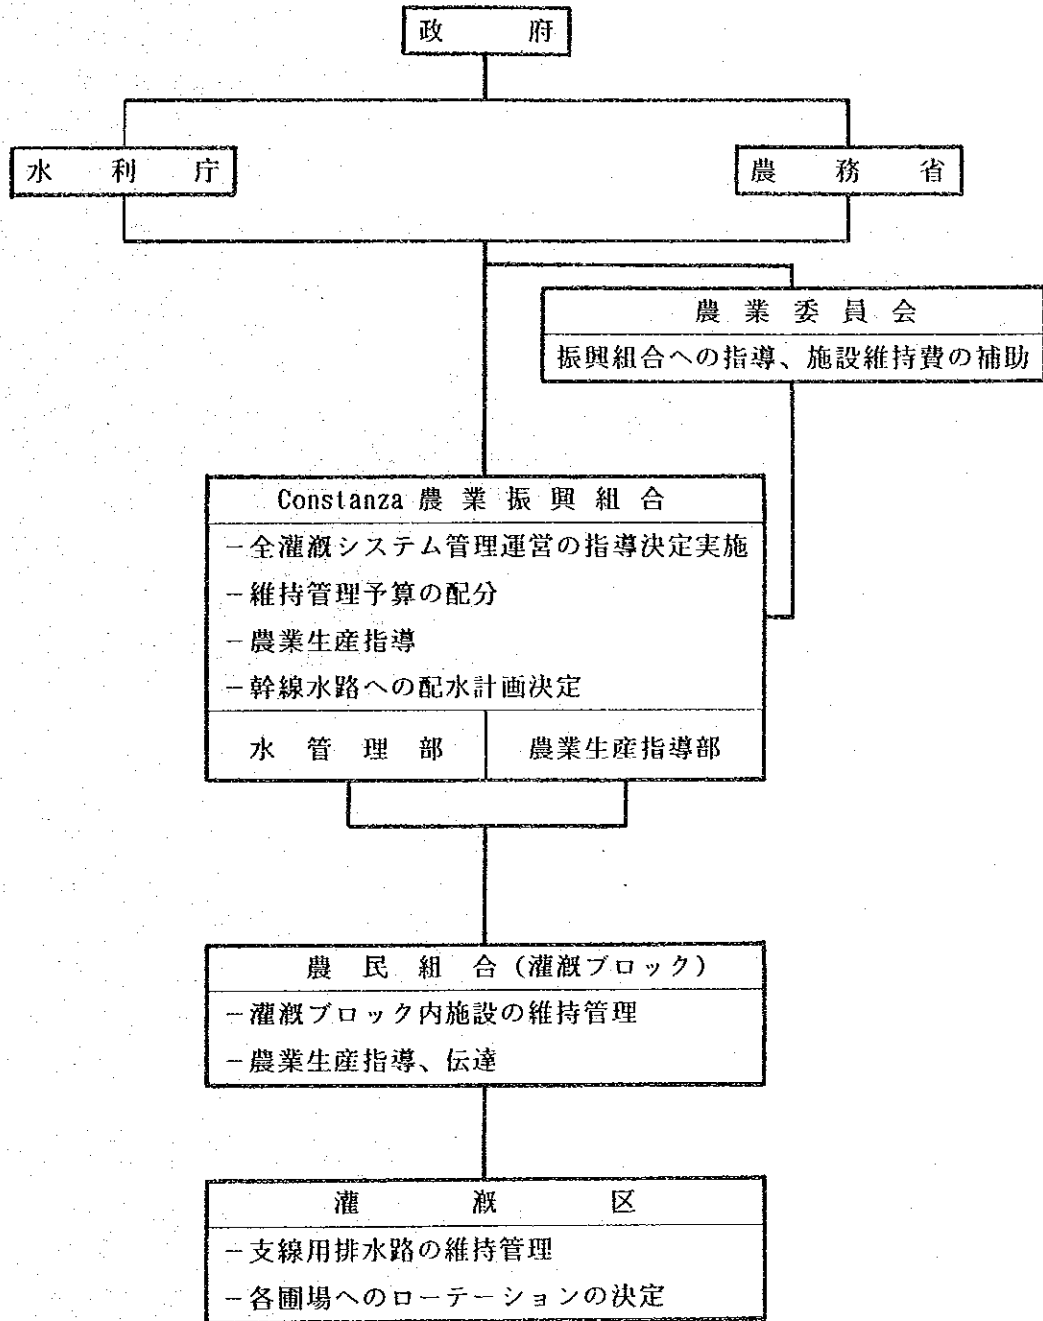 政府
水利庁
農務省
農業委員会
振興組合への指導、施設維持費の補助
Constanza 農業振興組合
－全灌漑システム管理運営の指導決定実施
－維持管理予算の配分
－農業生産指導
－幹線水路への配水計画決定
水管理部
農業生産指導部
農民組合(灌漑ブロック)
－灌漑ブロック内施設の維持管理
－農業生産指導、伝達
灌漑区
－支線用排水路の維持管理
－各圃場へのローテーションの決定